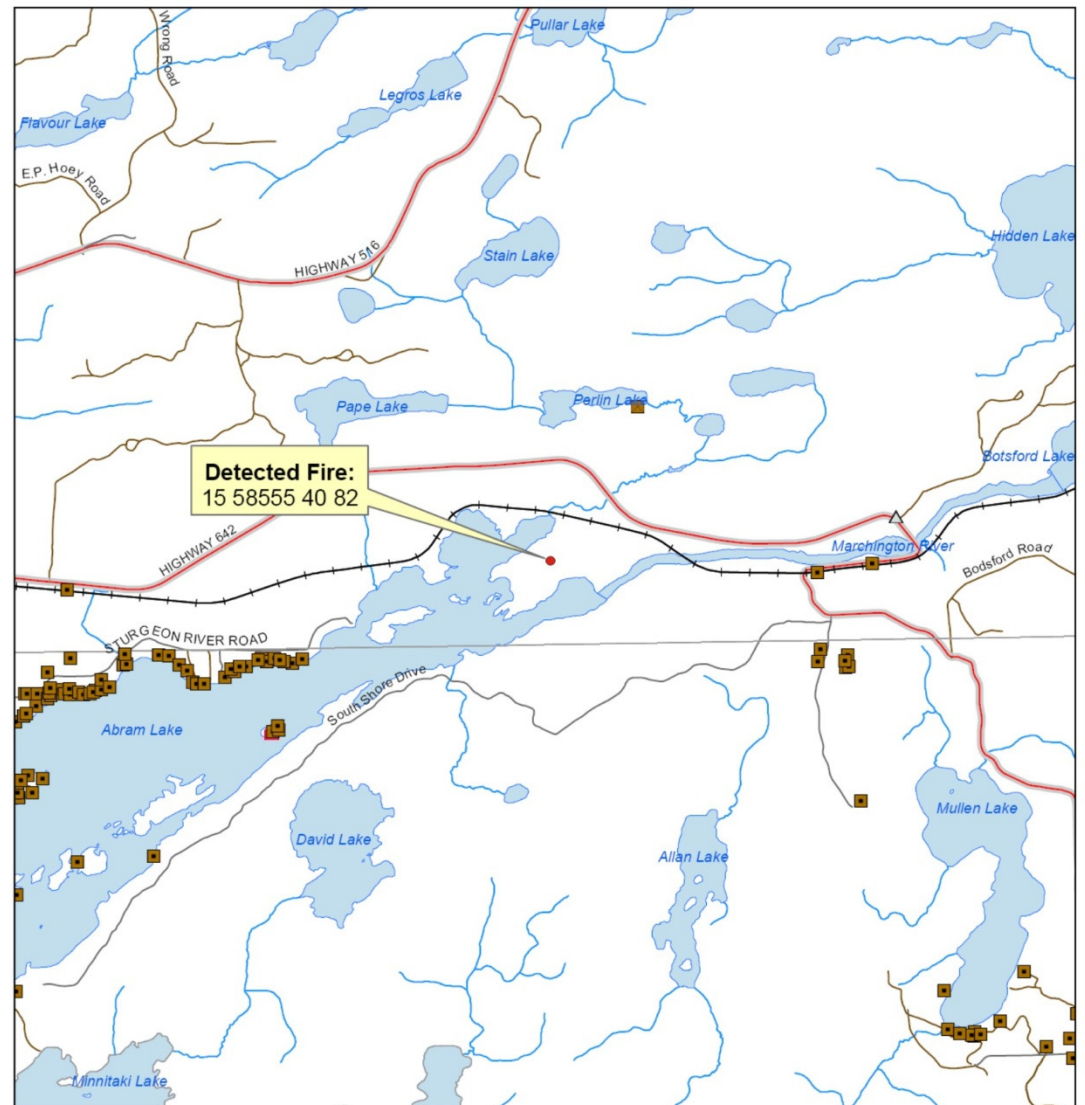 Pullar Lake
Wrong Road
Legros Lake
Flavour Lake
E.P. Hoey Road
Hidden Lake
HIGHWAY 516
Stain Lake
Pape Lake
Perlin Lake
Botsford Lake
Detected Fire:
15 58555 40 82
HIGHWAY 642
Marchington River
Bodsford Road
STURGEON RIVER ROAD
South Shore Drive
Abram Lake
David Lake
Allan Lake
Mullen Lake
Minnitaki Lake